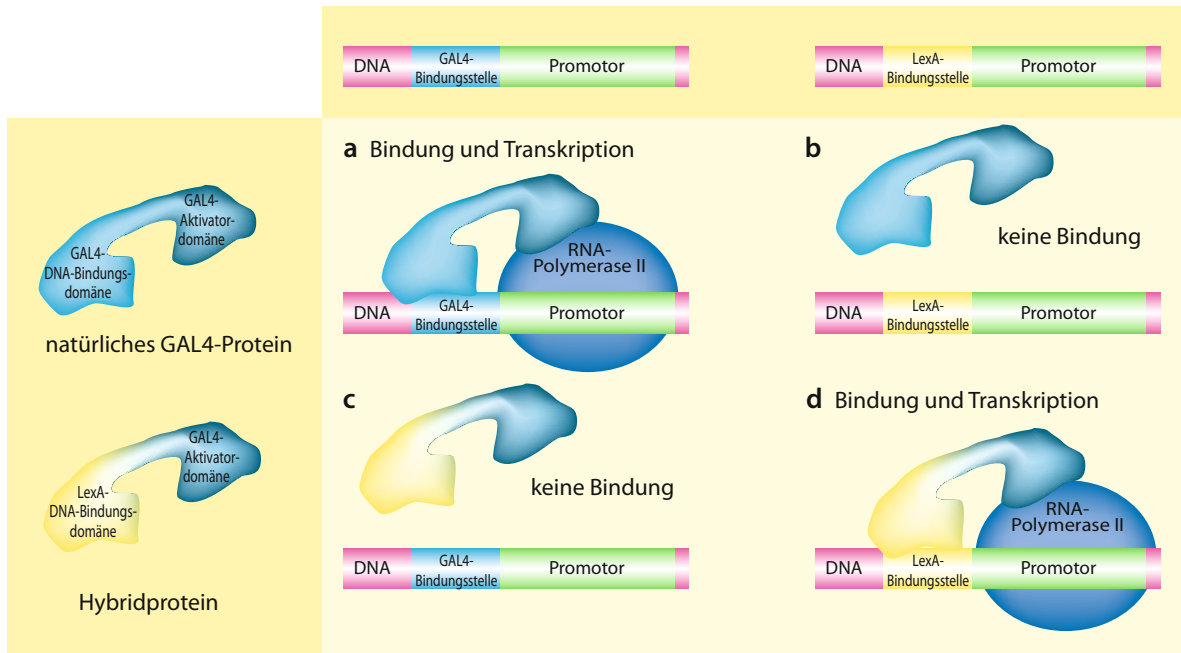 DNA
GAL4-
Bindungsstelle
Promotor
DNA
LexA-
Bindungsstelle
Promotor
GAL4-
Aktivator-
domäne
GAL4-
DNA-Bindungs-
domäne
natürliches GAL4-Protein
a Bindung und Transkription
RNA-
Polymerase II
DNA
GAL4-
Bindungsstelle
Promotor
b
keine Bindung
DNA
LexA-
Bindungsstelle
Promotor
GAL4-
Aktivator-
domäne
LexA-
DNA-Bindungs-
domäne
Hybridprotein
c
keine Bindung
DNA
GAL4-
Bindungsstelle
Promotor
d Bindung und Transkription
RNA-
Polymerase II
DNA
LexA-
Bindungsstelle
Promotor